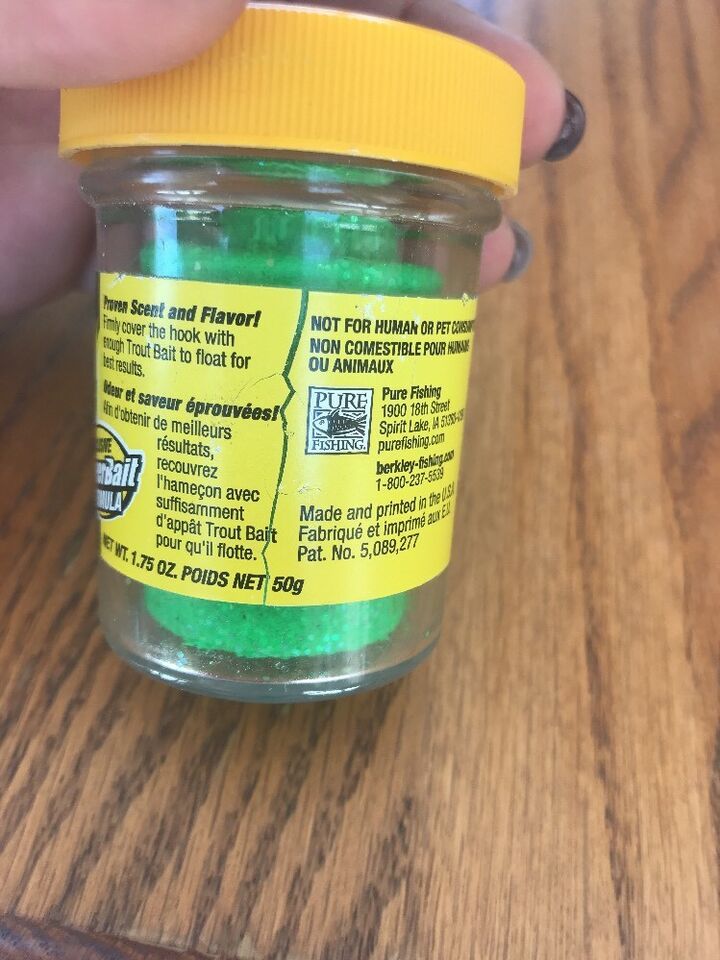 Proven Scent and Flavor!
Firmly cover the hook with
enough Trout Bait to float for
best results.
Odeur et saveur éprouvées!
Afin d'obtenir de meilleurs
résultats,
recouvrez
l'hameçon avec
suffisamment
d'appât Trout Bait
pour qu'il flotte.
NET WT. 1.75 OZ. POIDS NET 50g
NOT FOR HUMAN OR PET
NON COMESTIBLE POUR HUMAINS
OU ANIMAUX
PURE
FISHING
Pure Fishing
1900 18th Street
Spirit Lake, IA
purefishing.com
berkley-fishing.com
1-800-237-5539
Made and printed in the U.S.A.
Fabriqué et imprimé aux É.U.
Pat. No. 5,089,277